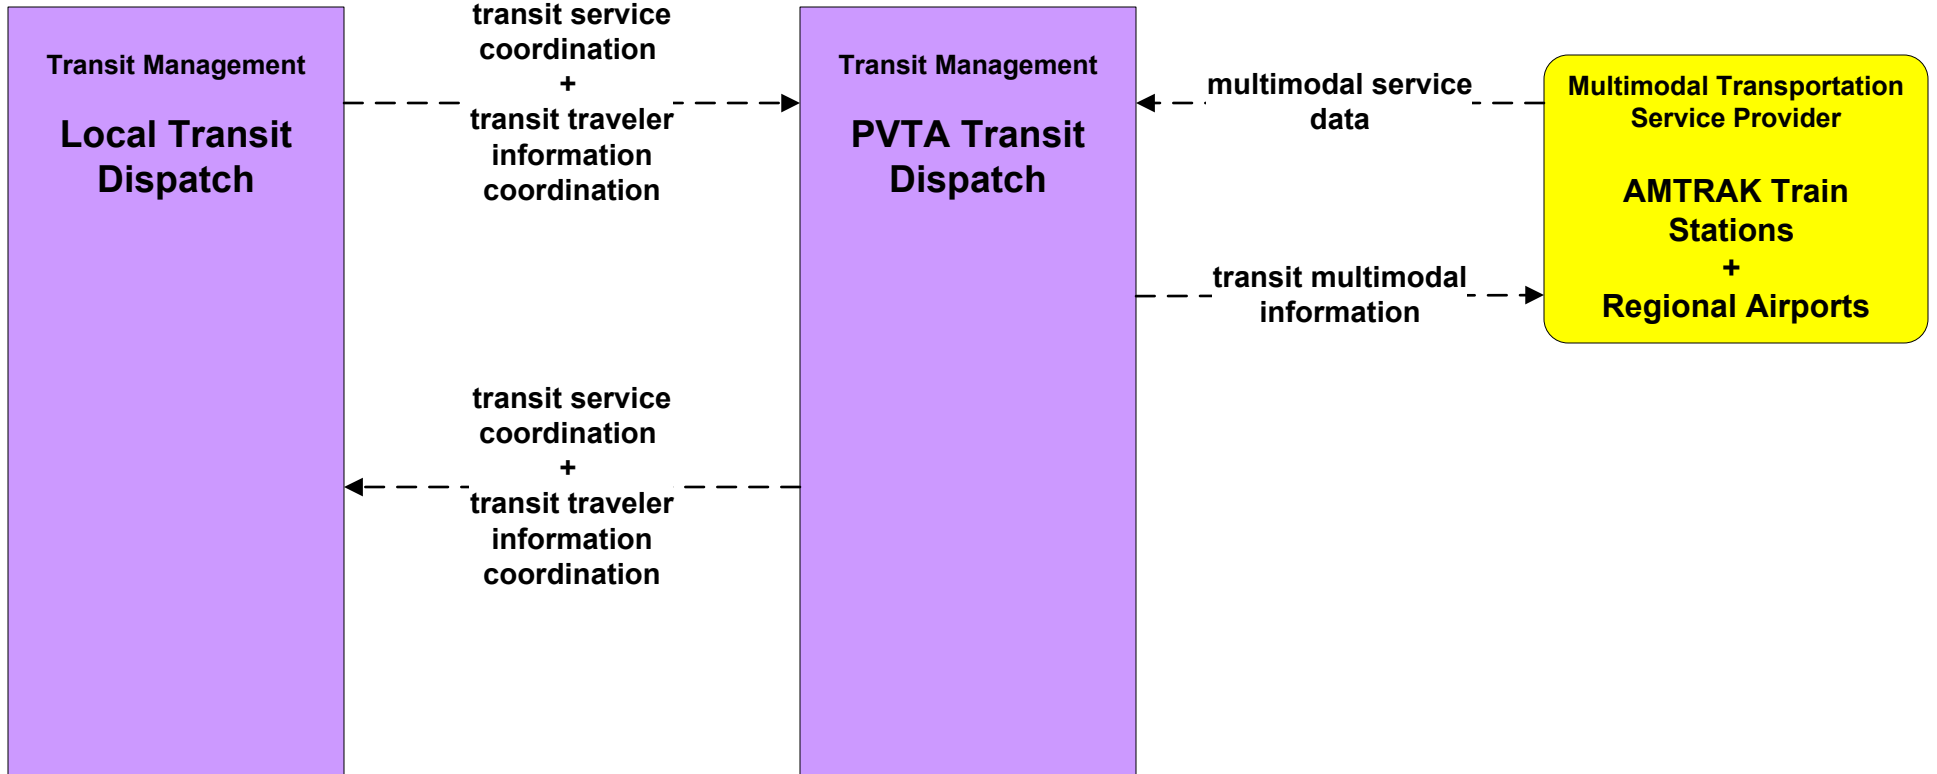 Transit Management
Local Transit
Dispatch
transit service
coordination
+
transit traveler
information
coordination
transit service
coordination
+
transit traveler
information
coordination
Transit Management
PVTA Transit
Dispatch
multimodal service
data
transit multimodal
information
Multimodal Transportation
Service Provider
AMTRAK Train
Stations
+
Regional Airports